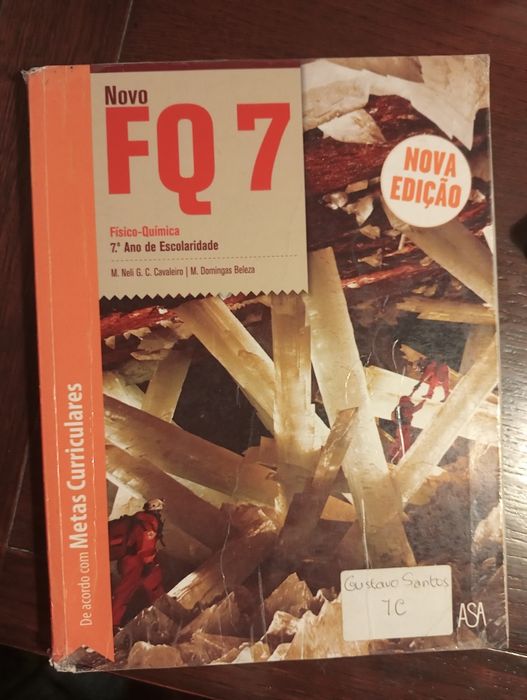 Novo
FQ 7
Físico-Química
7.º Ano de Escolaridade
M. Neli G. C. Cavaleiro | M. Domingas Beleza
NOVA
EDIÇÃO
De acordo com Metas Curriculares
Gustavo Santos
7C
ASA